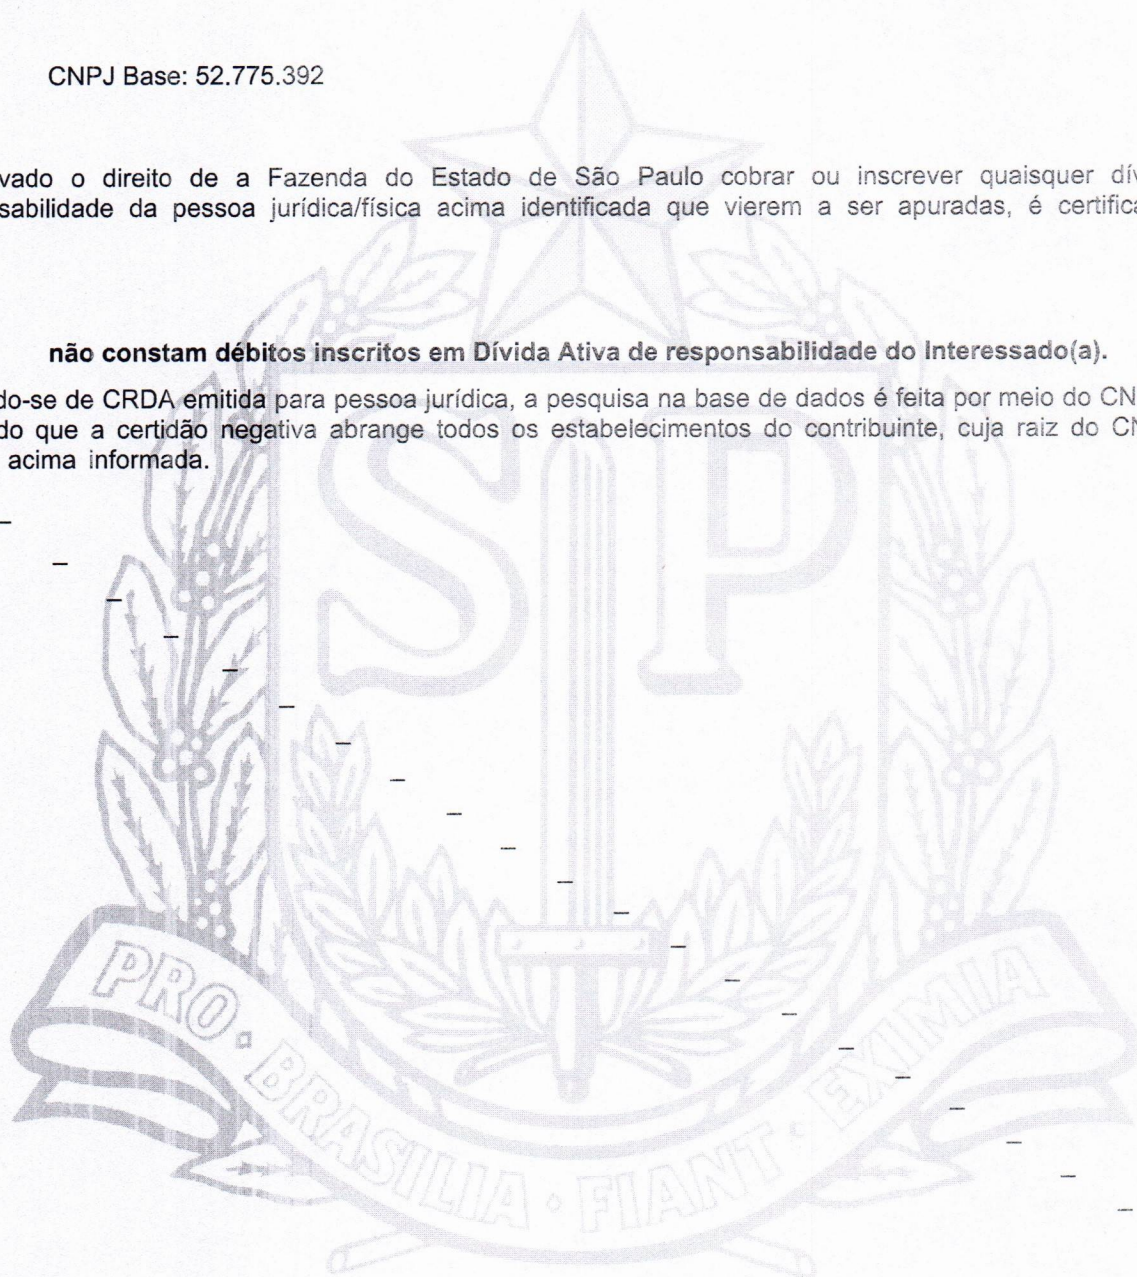 CNPJ Base: 52.775.392
vado o direito de a Fazenda do Estado de São Paulo cobrar ou inscrever quaisquer dív
sabilidade da pessoa jurídica/física acima identificada que vierem a ser apuradas, é certifica
não constam débitos inscritos em Dívida Ativa de responsabilidade do Interessado(a).
do-se de CRDA emitida para pessoa jurídica, a pesquisa na base de dados é feita por meio do CN
do que a certidão negativa abrange todos os estabelecimentos do contribuinte, cuja raiz do CN
acima informada.
SP
PRO · BRASILIA · FIANT · EXIMIA